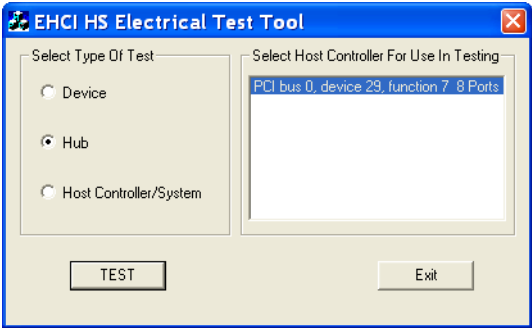 EHCI HS Electrical Test Tool
Select Type Of Test
Device
Hub
Host Controller/System
Select Host Controller For Use In Testing
PCI bus 0, device 29, function 7 8 Ports
TEST
Exit